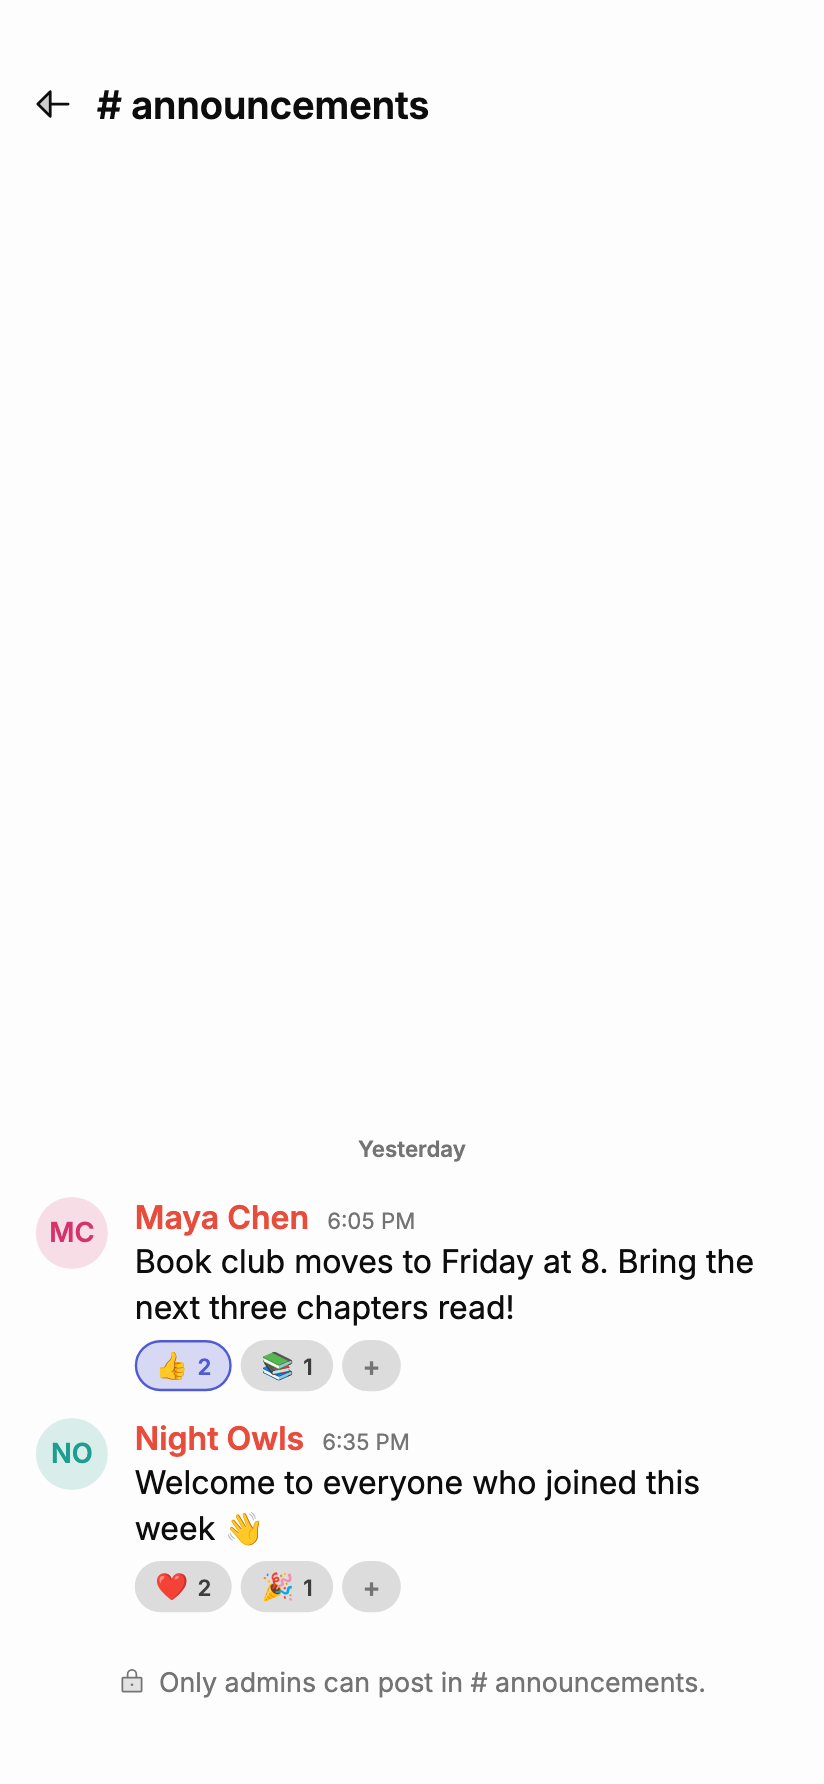 # announcements
Yesterday
MC
Maya Chen 6:05 PM
Book club moves to Friday at 8. Bring the
next three chapters read!
👍 2 📚 1 +
NO
Night Owls 6:35 PM
Welcome to everyone who joined this
week 👋
❤️ 2 🎉 1 +
Only admins can post in # announcements.